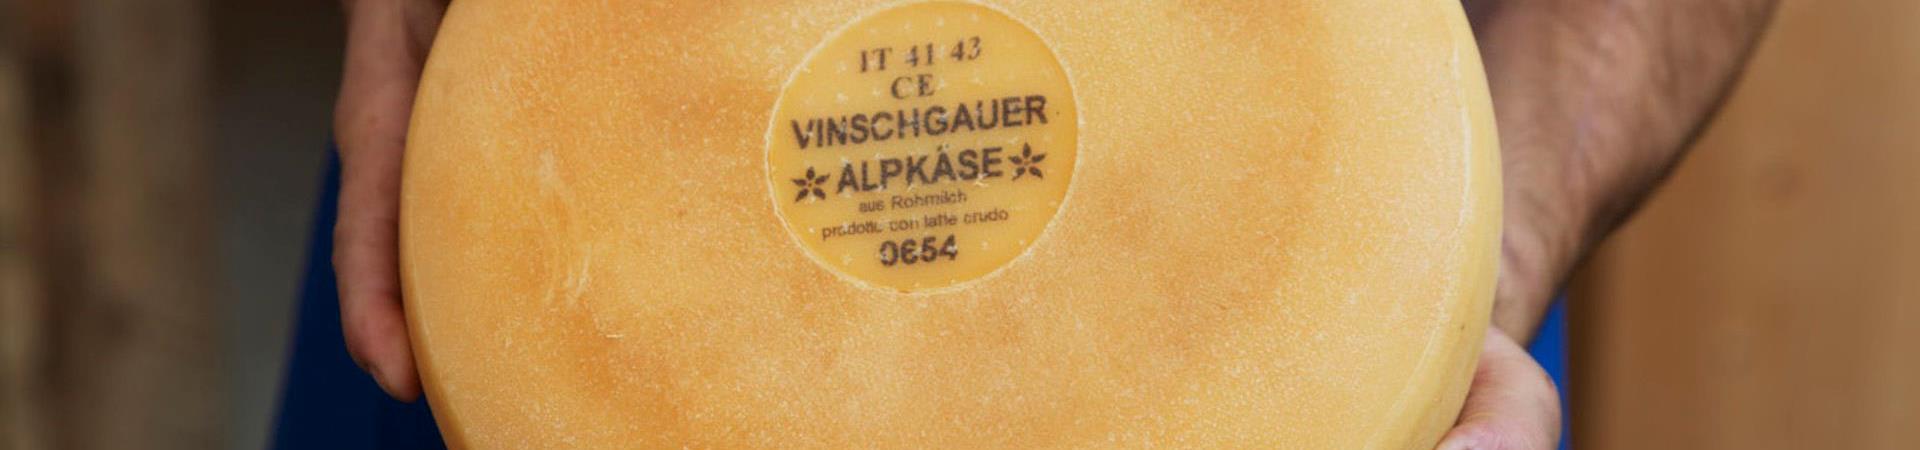 IT 41 43
CE
VINSCHGAUER
ALPKÄSE
aus Rohmilch
prodotto con latte crudo
0654